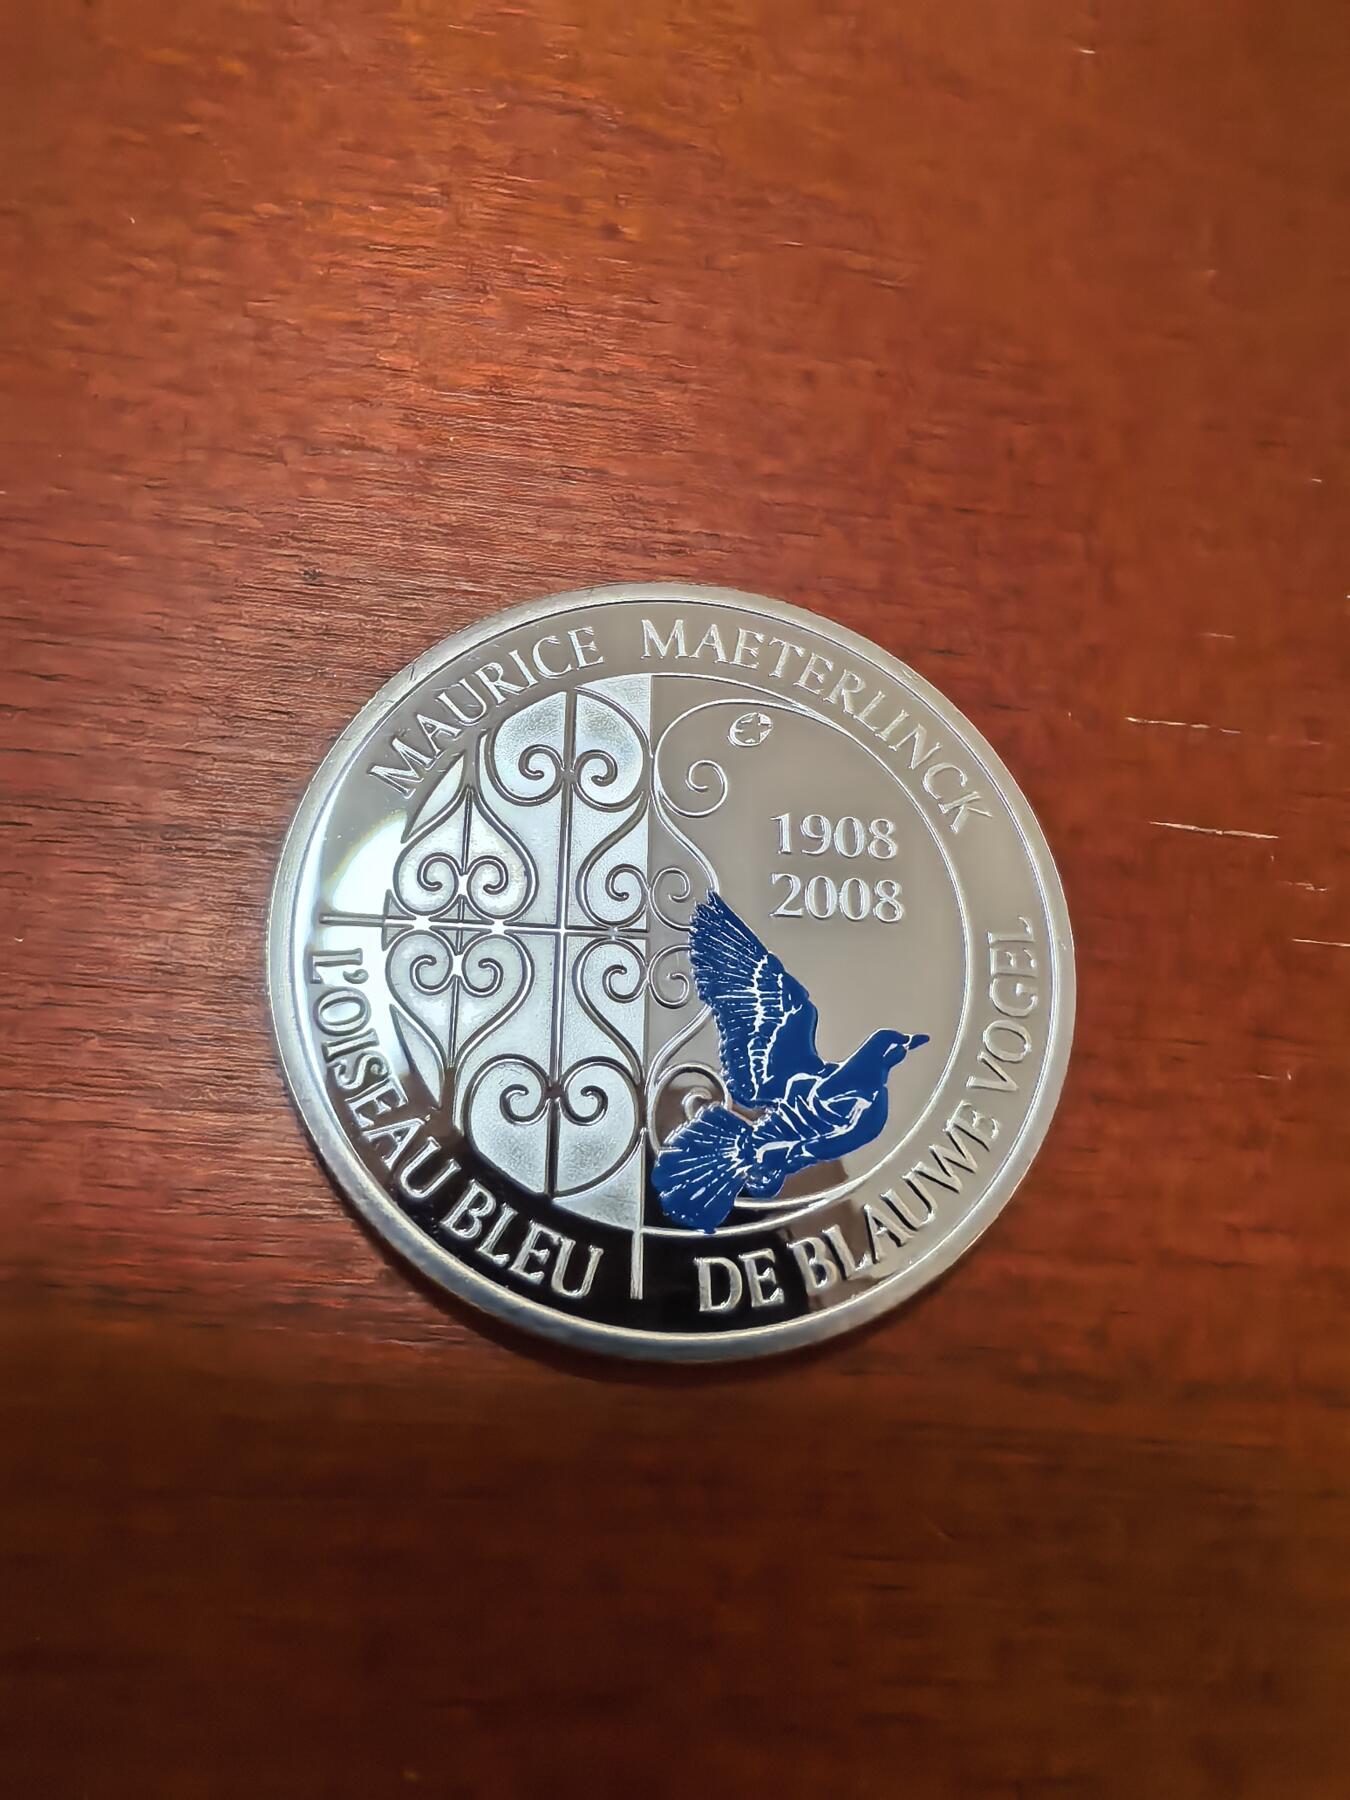 MAURICE MAETERLINCK
1908
2008
L'OISEAU BLEU
DE BLAUWE VOGEL